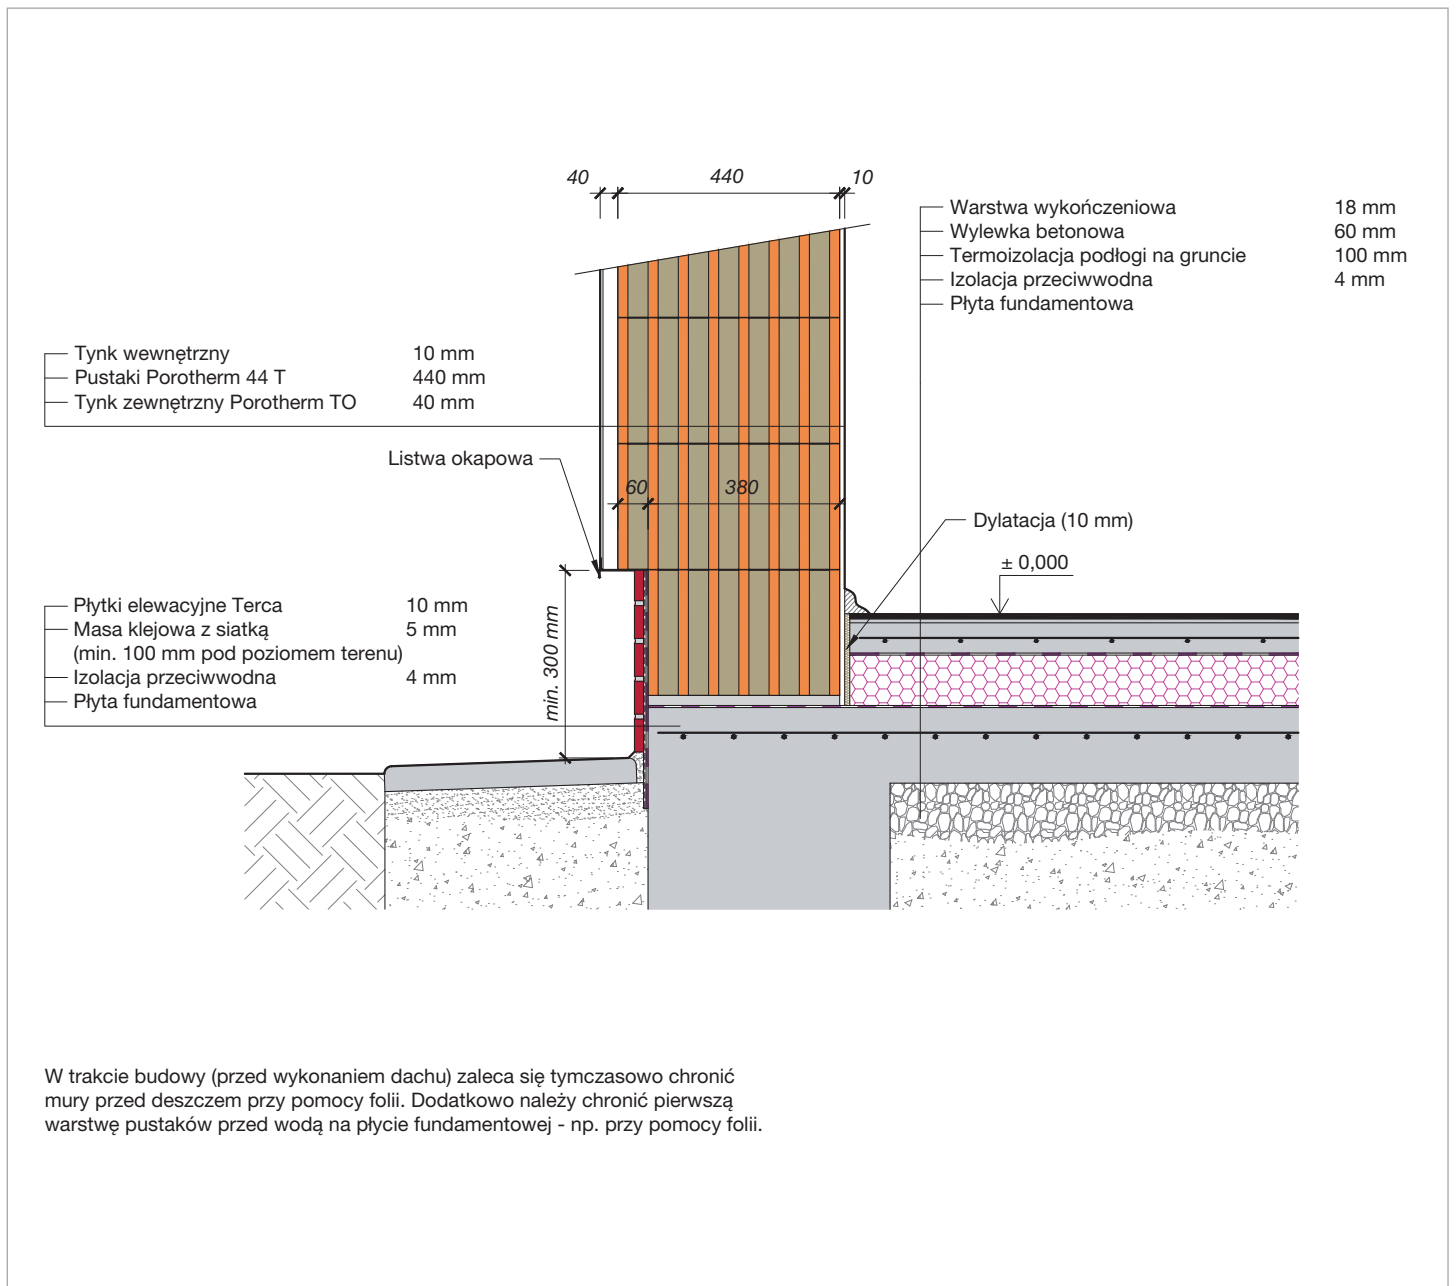 40 440 10
Warstwa wykończeniowa 18 mm
Wylewka betonowa 60 mm
Termoizolacja podłogi na gruncie 100 mm
Izolacja przeciwwodna 4 mm
Płyta fundamentowa
Tynk wewnętrzny 10 mm
Pustaki Porotherm 44 T 440 mm
Tynk zewnętrzny Porotherm TO 40 mm
Listwa okapowa
60 380
Dylatacja (10 mm)
± 0,000
Płytki elewacyjne Terca 10 mm
Masa klejowa z siatką 5 mm
(min. 100 mm pod poziomem terenu)
Izolacja przeciwwodna 4 mm
Płyta fundamentowa
min. 300 mm
W trakcie budowy (przed wykonaniem dachu) zaleca się tymczasowo chronić
mury przed deszczem przy pomocy folii. Dodatkowo należy chronić pierwszą
warstwę pustaków przed wodą na płycie fundamentowej - np. przy pomocy folii.